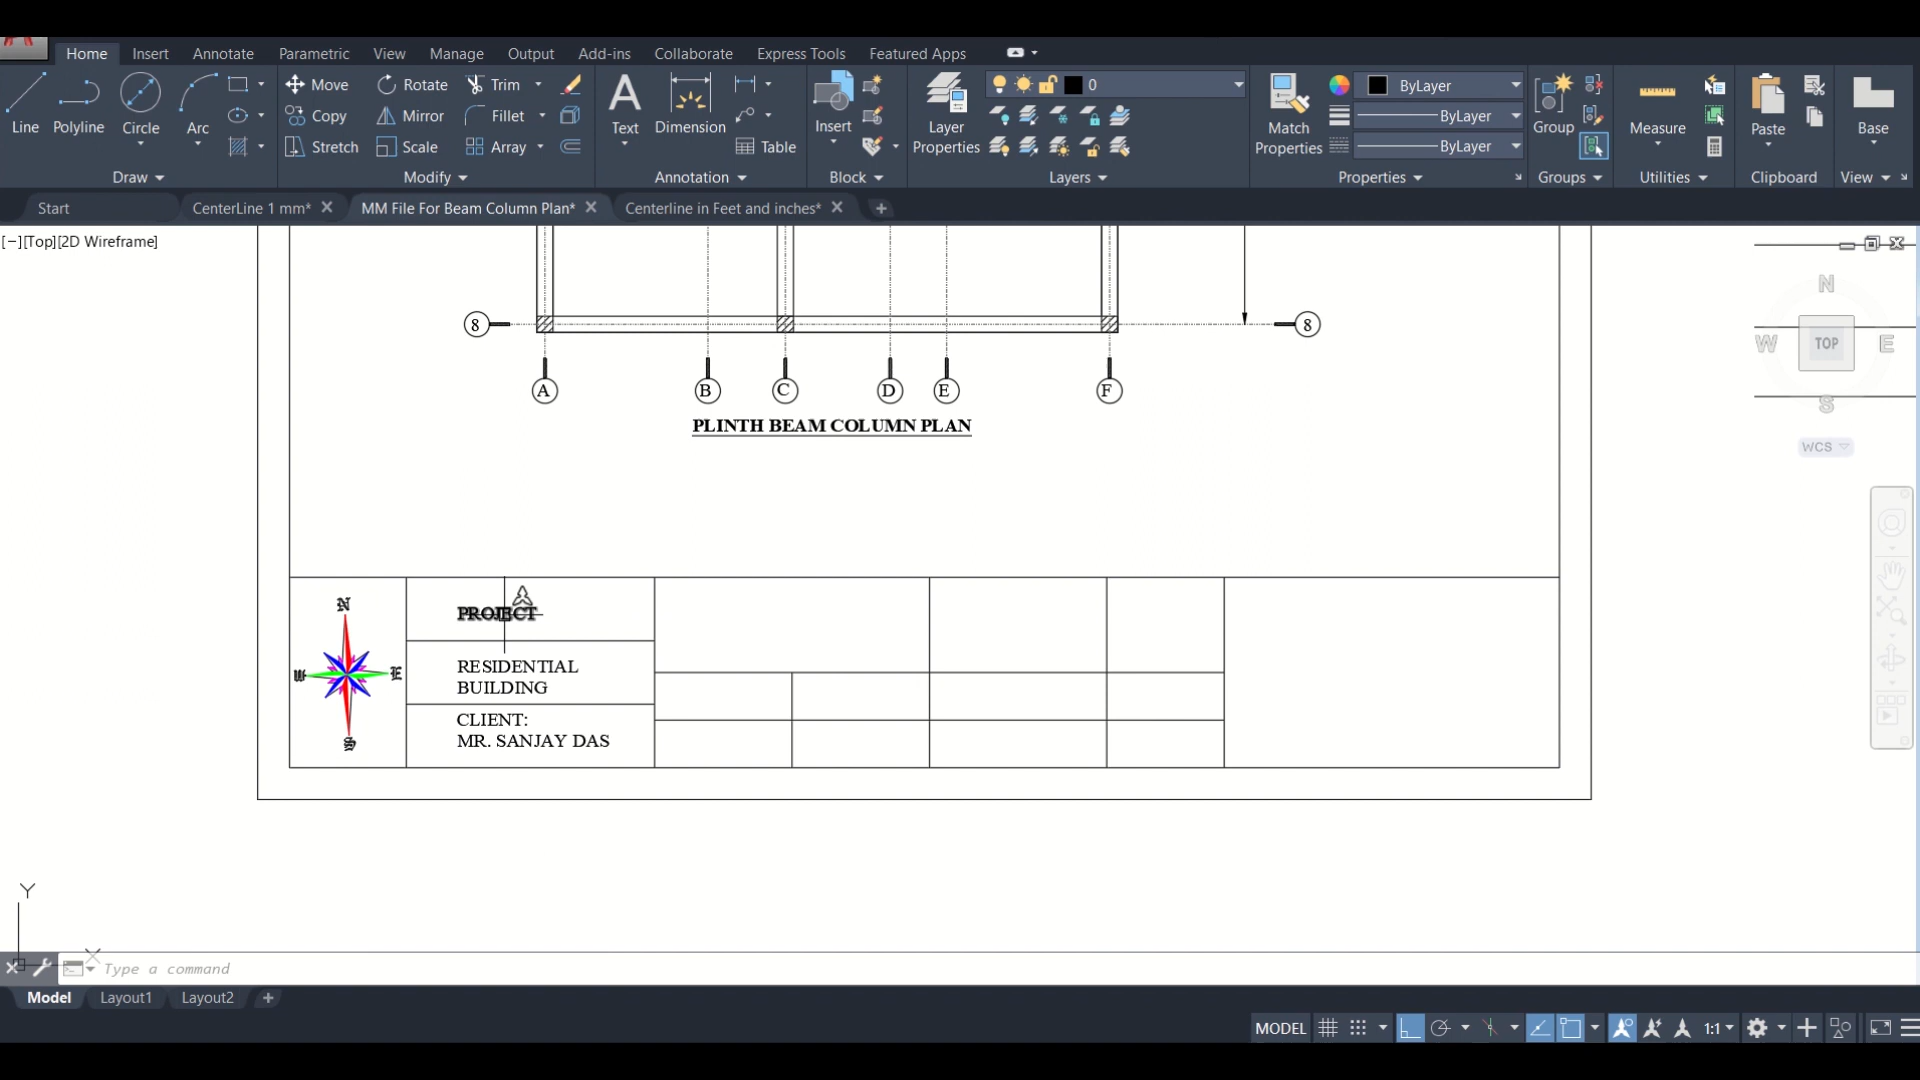 Home Insert Annotate Parametric View Manage Output Add-ins Collaborate Express Tools Featured Apps
Line Polyline Circle Arc
Move Rotate Trim
Copy Mirror Fillet
Stretch Scale Array
Text Dimension Table
Insert
Layer Properties
0
Match Properties
ByLayer
ByLayer
ByLayer
Group
Measure
Paste
Base
Draw Modify Annotation Block Layers Properties Groups Utilities Clipboard View
Start CenterLine 1 mm* MM File For Beam Column Plan* Centerline in Feet and inches*
[−][Top][2D Wireframe]
N
W TOP E
S
WCS
8 8
A B C D E F
PLINTH BEAM COLUMN PLAN
N
W E
S
PROJECT
RESIDENTIAL
BUILDING
CLIENT:
MR. SANJAY DAS
Y
X
Type a command
Model Layout1 Layout2
MODEL 1:1